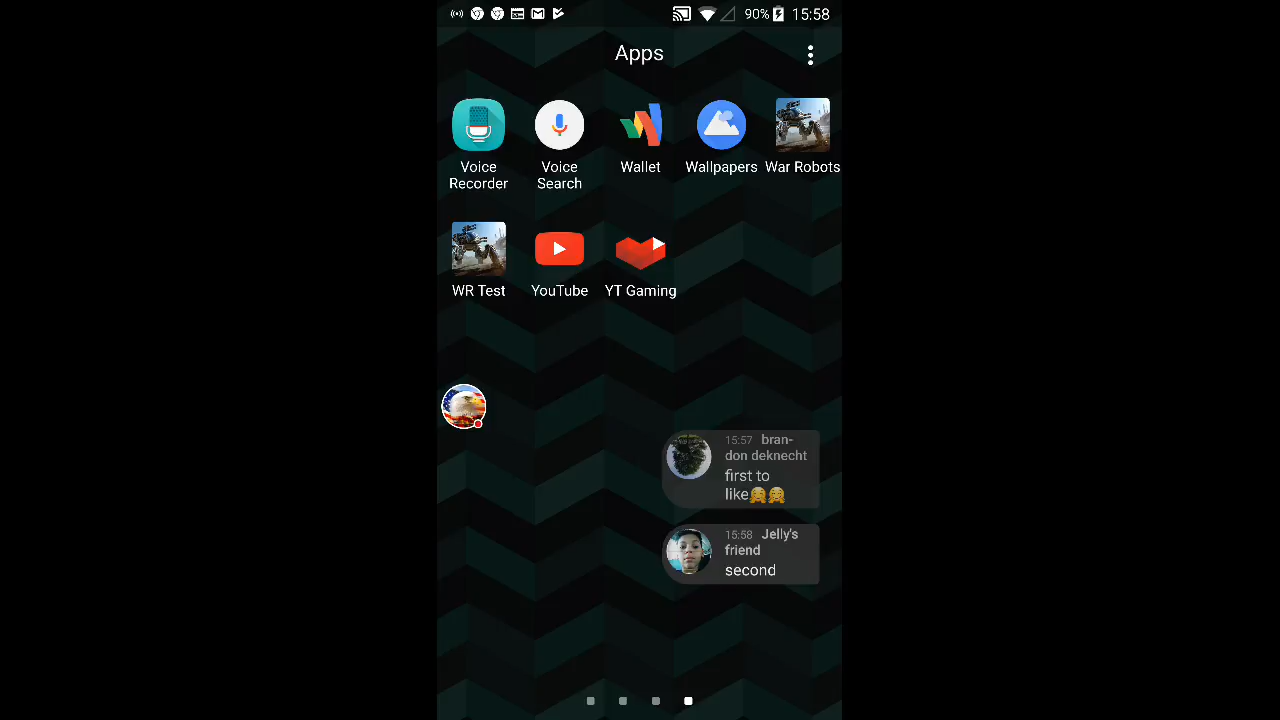 90% 15:58
Apps
Voice Recorder
Voice Search
Wallet
Wallpapers
War Robots
WR Test
YouTube
YT Gaming
15:57 bran-
don deknecht
first to
like🤗🤗
15:58 Jelly's
friend
second